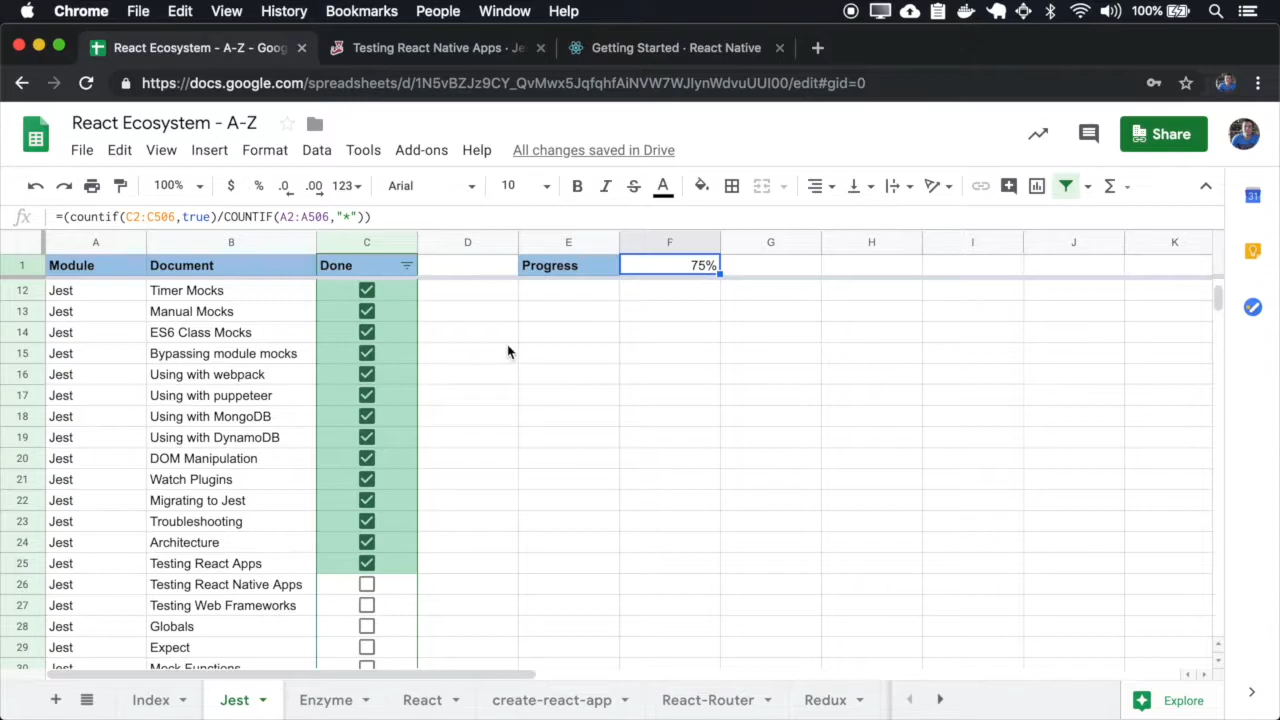 Chrome File Edit View History Bookmarks People Window Help 100%
React Ecosystem - A-Z - Goog Testing React Native Apps · Je Getting Started · React Native
https://docs.google.com/spreadsheets/d/1N5vBZJz9CY_QvMwx5JqfqhfAiNVW7WJIynWdvuUUI00/edit#gid=0
React Ecosystem - A-Z
Share
File Edit View Insert Format Data Tools Add-ons Help All changes saved in Drive
100% $ % .0 .00 123 Arial 10 B I S A Σ
31
fx =(countif(C2:C506,true)/COUNTIF(A2:A506,"*"))
A B C D E F G H I J K
1 Module Document Done Progress 75%
12 Jest Timer Mocks
13 Jest Manual Mocks
14 Jest ES6 Class Mocks
15 Jest Bypassing module mocks
16 Jest Using with webpack
17 Jest Using with puppeteer
18 Jest Using with MongoDB
19 Jest Using with DynamoDB
20 Jest DOM Manipulation
21 Jest Watch Plugins
22 Jest Migrating to Jest
23 Jest Troubleshooting
24 Jest Architecture
25 Jest Testing React Apps
26 Jest Testing React Native Apps
27 Jest Testing Web Frameworks
28 Jest Globals
29 Jest Expect
30 Jest Mock Functions
Index Jest Enzyme React create-react-app React-Router Redux Explore